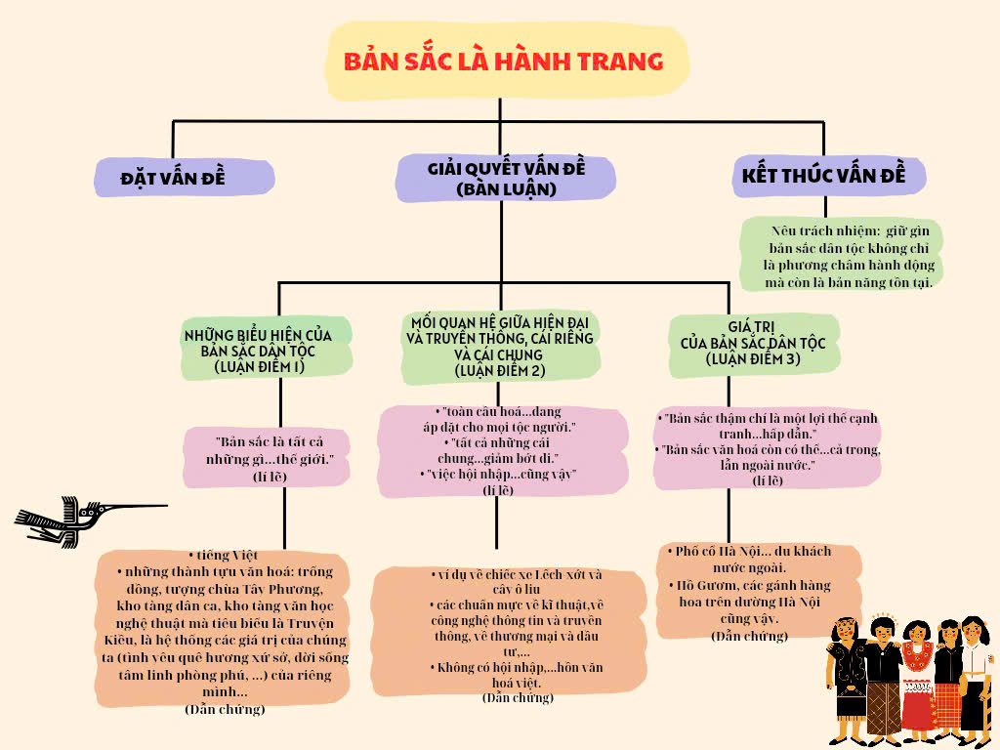 BẢN SẮC LÀ HÀNH TRANG
ĐẶT VẤN ĐỀ
GIẢI QUYẾT VẤN ĐỀ
(BÀN LUẬN)
KẾT THÚC VẤN ĐỀ
Nêu trách nhiệm: giữ gìn
bản sắc dân tộc không chỉ
là phương châm hành động
mà còn là bản năng tồn tại.
NHỮNG BIỂU HIỆN CỦA
BẢN SẮC DÂN TỘC
(LUẬN ĐIỂM 1)
MỐI QUAN HỆ GIỮA HIỆN ĐẠI
VÀ TRUYỀN THỐNG, CÁI RIÊNG
VÀ CÁI CHUNG
(LUẬN ĐIỂM 2)
GIÁ TRỊ
CỦA BẢN SẮC DÂN TỘC
(LUẬN ĐIỂM 3)
"Bản sắc là tất cả
những gì...thế giới."
(lí lẽ)
• "toàn cầu hoá...đang
áp đặt cho mọi tộc người."
• "tất cả những cái
chung...giảm bớt đi."
• "việc hội nhập...cũng vậy"
(lí lẽ)
• "Bản sắc thậm chí là một lợi thế cạnh
tranh...hấp dẫn."
• "Bản sắc văn hoá còn có thể...cả trong,
lẫn ngoài nước."
(lí lẽ)
• tiếng Việt
• những thành tựu văn hoá: trống
đồng, tượng chùa Tây Phương,
kho tàng dân ca, kho tàng văn học
nghệ thuật mà tiêu biểu là Truyện
Kiều, là hệ thống các giá trị của chúng
ta (tình yêu quê hương xứ sở, đời sống
tâm linh phòng phú, ...) của riêng
mình...
(Dẫn chứng)
• ví dụ về chiếc xe Lếch-xớt và
cây ô liu
• các chuẩn mực về kĩ thuật,về
công nghệ thông tin và truyền
thông, về thương mại và đầu
tư,...
• Không có hội nhập,...hồn văn
hoá việt.
(Dẫn chứng)
• Phố cổ Hà Nội... du khách
nước ngoài.
• Hồ Gươm, các gánh hàng
hoa trên đường Hà Nội
cũng vậy.
(Dẫn chứng)